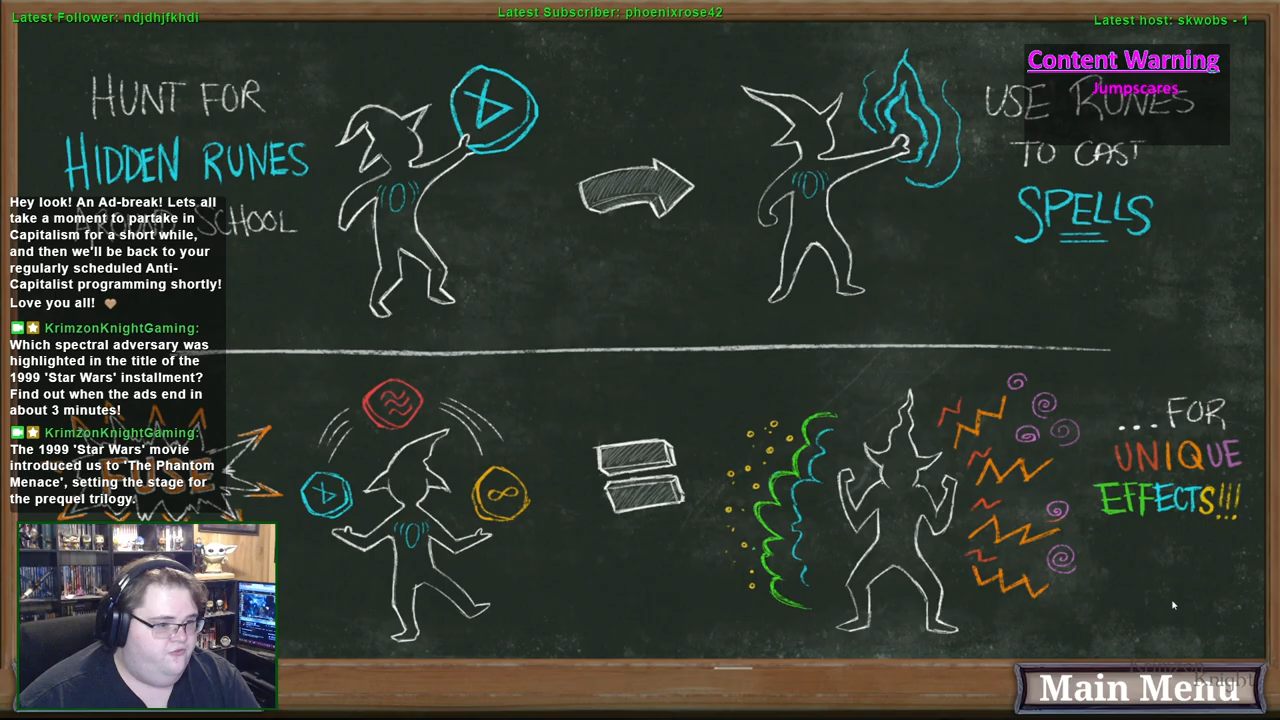 Latest Follower: ndjdhjfkhdi
Latest Subscriber: phoenixrose42
Latest host: skwobs - 1
Content Warning
Jumpscares
HUNT FOR
HIDDEN RUNES
AROUND SCHOOL
USE RUNES
TO CAST
SPELLS
Hey look! An Ad-break! Lets all
take a moment to partake in
Capitalism for a short while,
and then we'll be back to your
regularly scheduled Anti-
Capitalist programming shortly!
Love you all!
KrimzonKnightGaming:
Which spectral adversary was
highlighted in the title of the
1999 'Star Wars' installment?
Find out when the ads end in
about 3 minutes!
KrimzonKnightGaming:
The 1999 'Star Wars' movie
introduced us to 'The Phantom
Menace', setting the stage for
the prequel trilogy.
FUSE
...FOR
UNIQUE
EFFECTS!!!
Krimzon
Knight
Main Menu